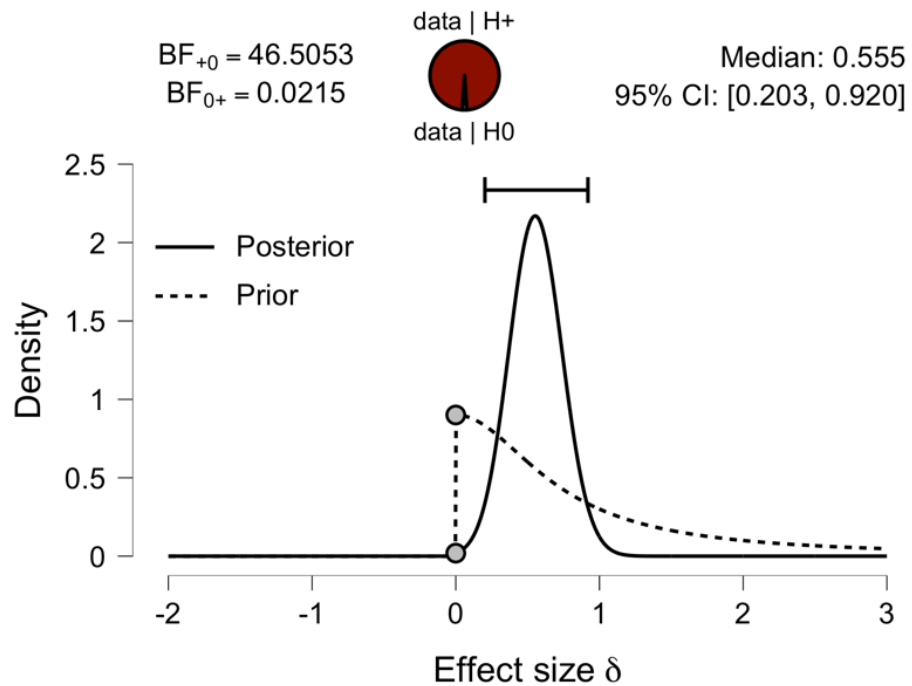 data | H+
BF+0 = 46.5053
BF0+ = 0.0215
data | H0
Median: 0.555
95% CI: [0.203, 0.920]
2.5
2
1.5
1
0.5
0
Density
Posterior
Prior
-2 -1 0 1 2 3
Effect size δ